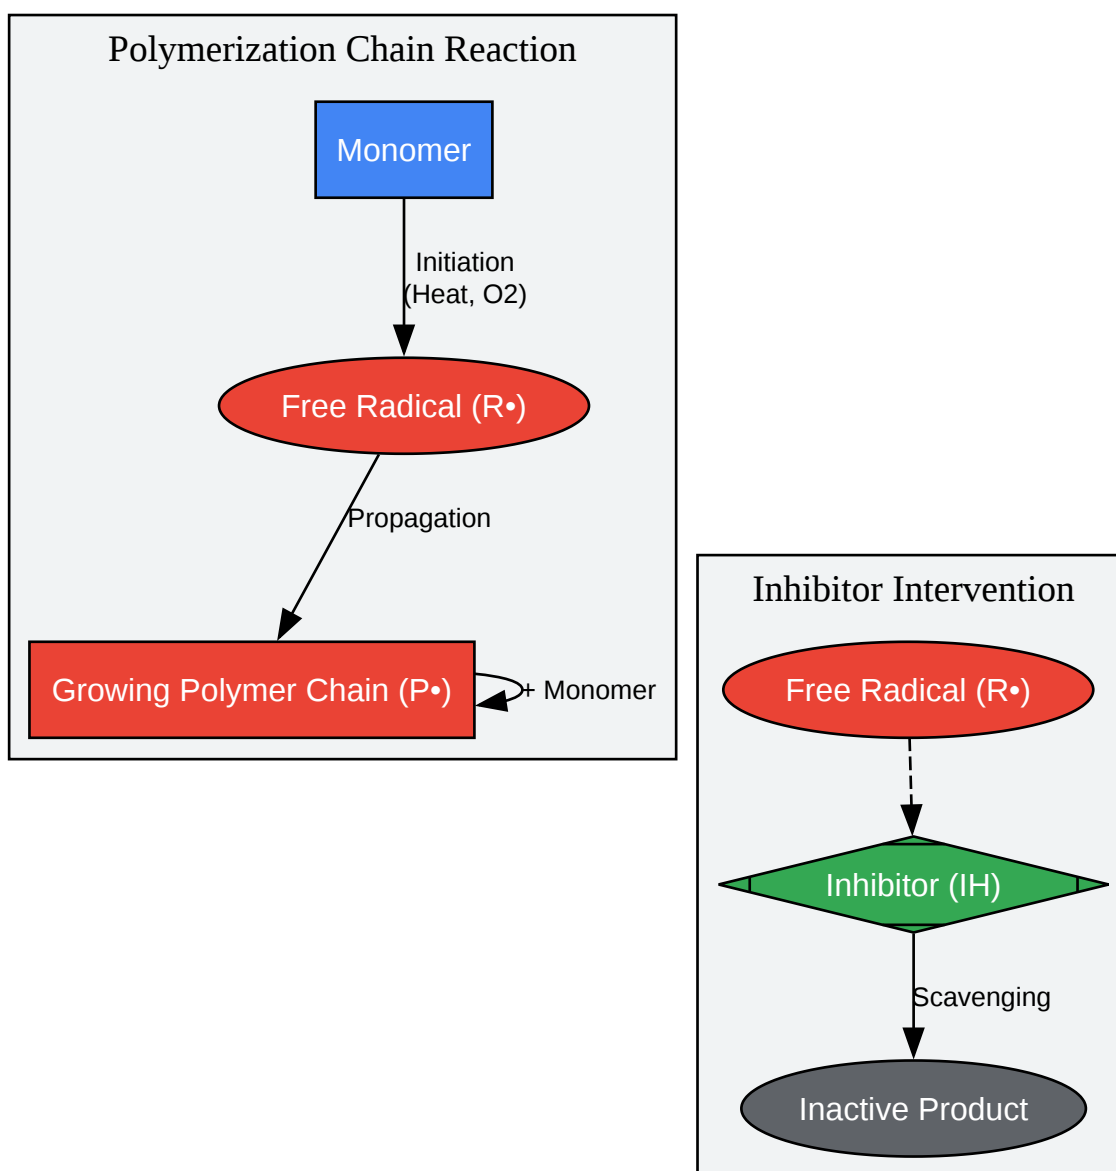 Polymerization Chain Reaction
Monomer
Initiation
(Heat, O2)
Free Radical (R•)
Propagation
Growing Polymer Chain (P•)
+ Monomer
Inhibitor Intervention
Free Radical (R•)
Inhibitor (IH)
Scavenging
Inactive Product